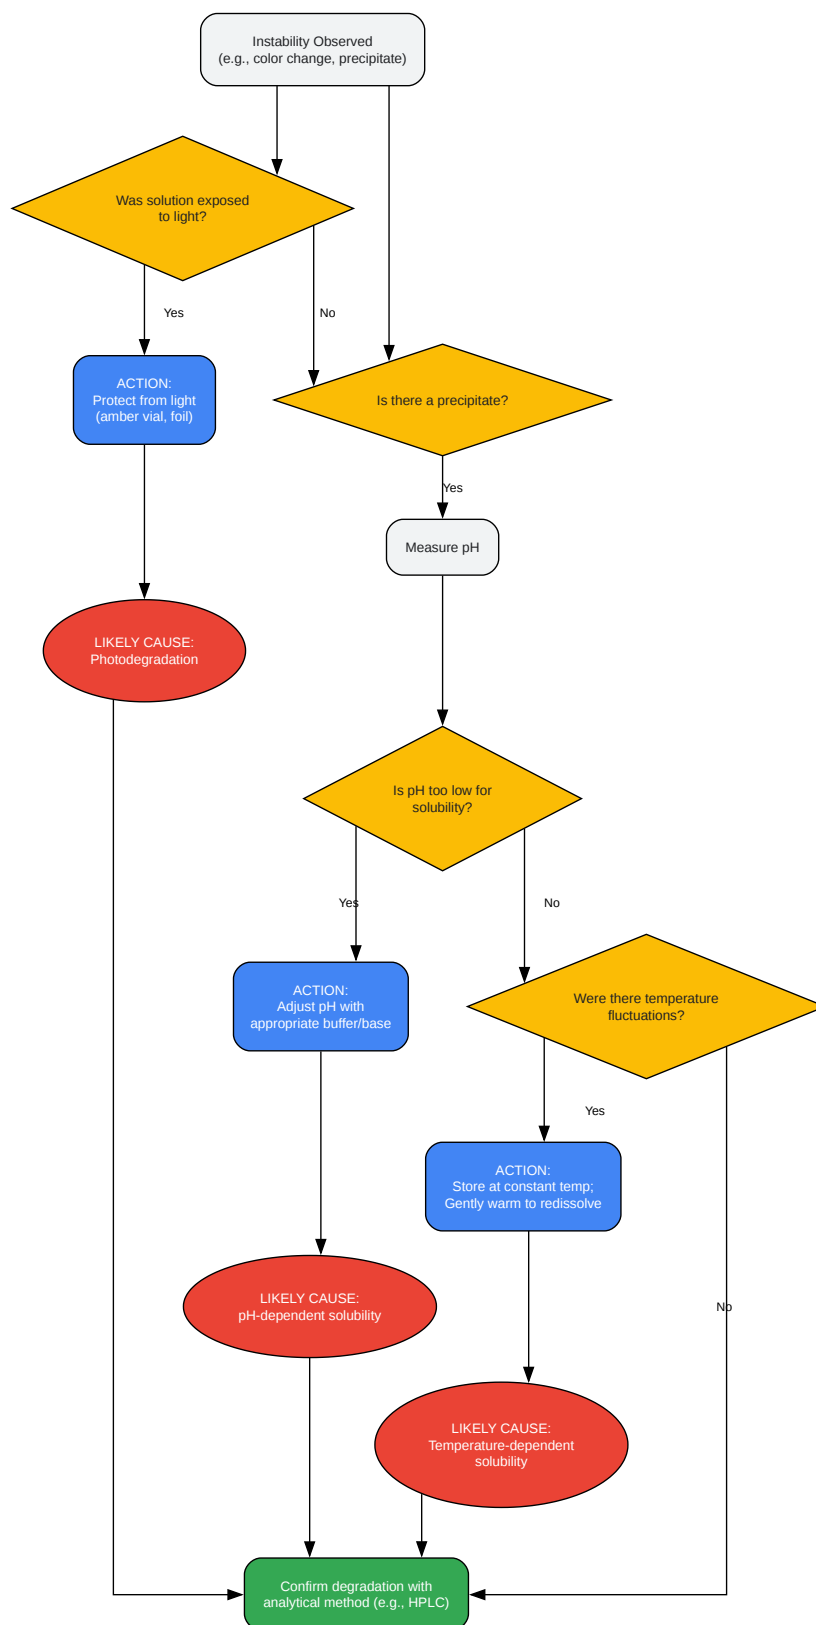 Instability Observed
(e.g., color change, precipitate)
Was solution exposed
to light?
Yes
No
ACTION:
Protect from light
(amber vial, foil)
Is there a precipitate?
Yes
Measure pH
LIKELY CAUSE:
Photodegradation
Is pH too low for
solubility?
Yes
No
ACTION:
Adjust pH with
appropriate buffer/base
Were there temperature
fluctuations?
Yes
ACTION:
Store at constant temp;
Gently warm to redissolve
LIKELY CAUSE:
pH-dependent solubility
No
LIKELY CAUSE:
Temperature-dependent
solubility
Confirm degradation with
analytical method (e.g., HPLC)